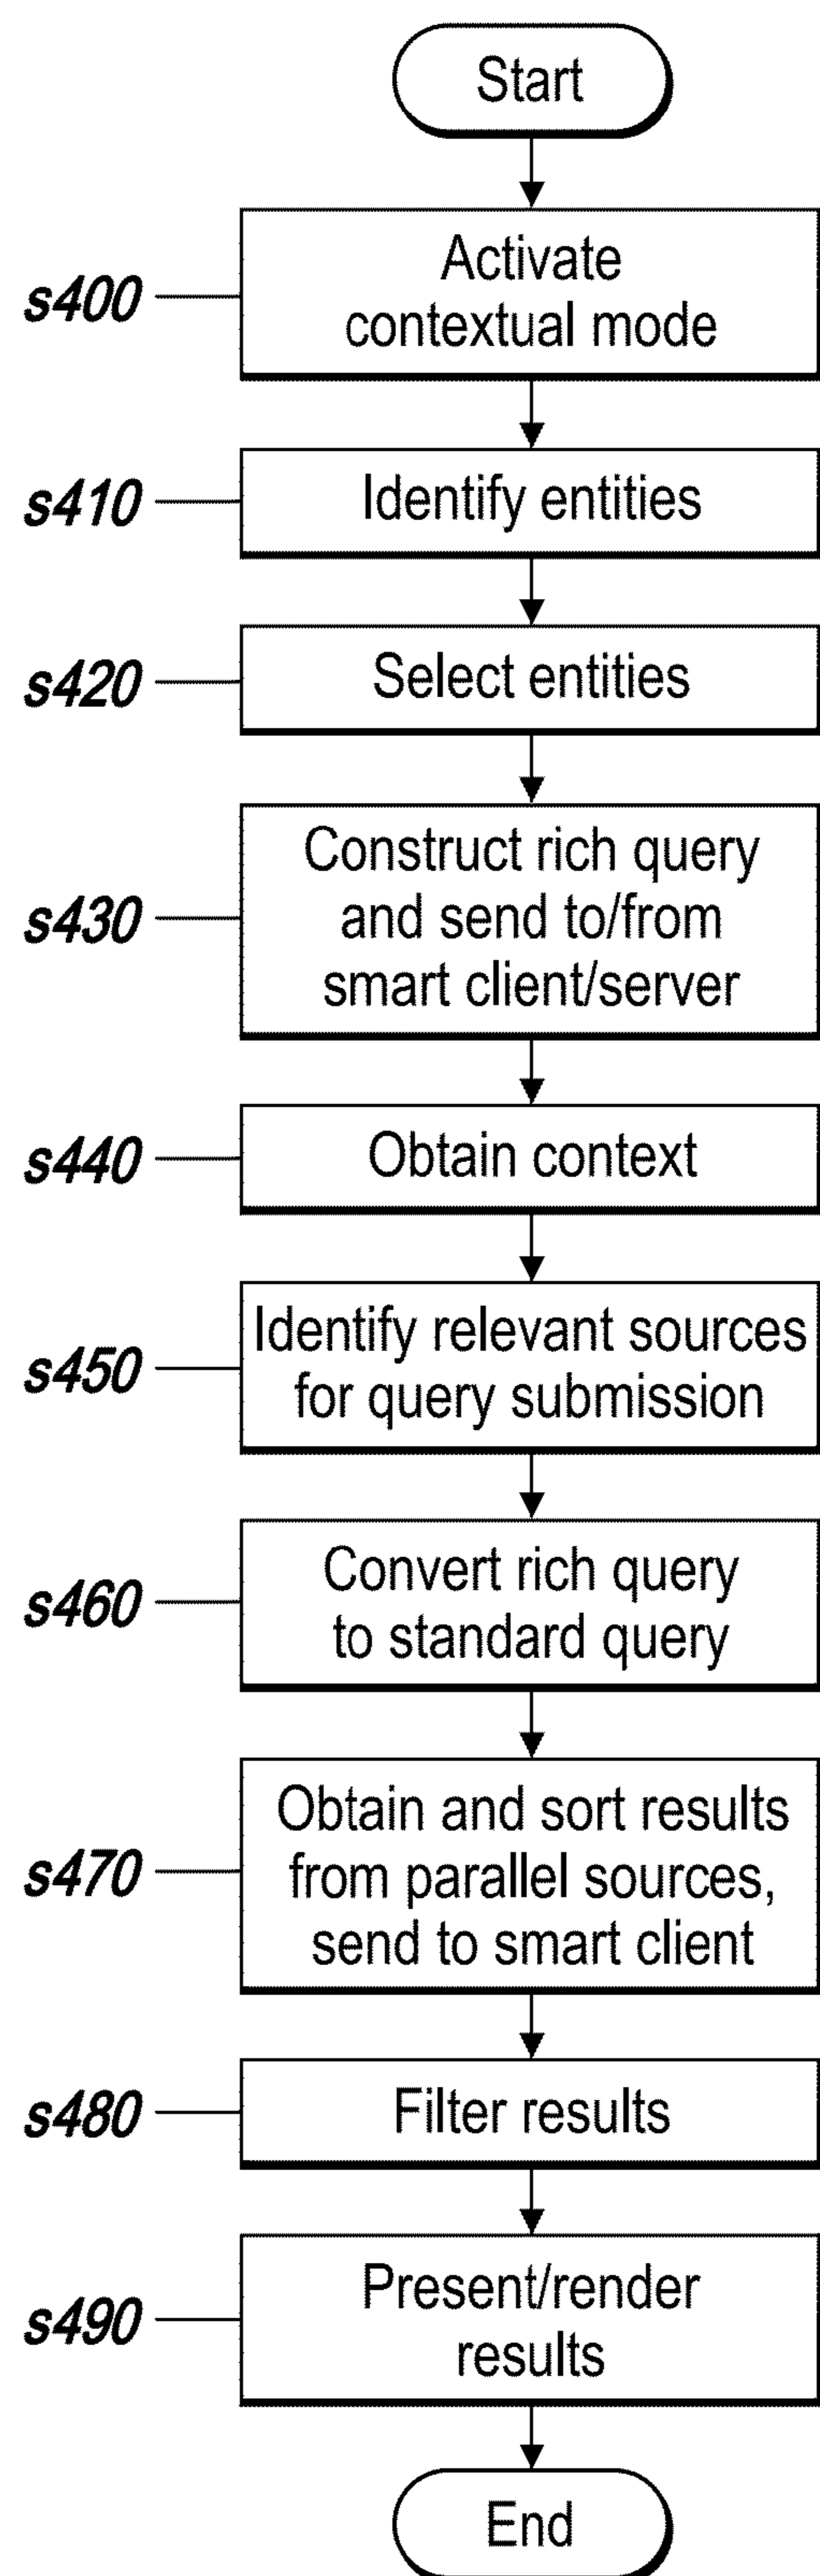 Start
s400
Activate
contextual mode
s410
Identify entities
s420
Select entities
s430
Construct rich query
and send to/from
smart client/server
s440
Obtain context
s450
Identify relevant sources
for query submission
s460
Convert rich query
to standard query
s470
Obtain and sort results
from parallel sources,
send to smart client
s480
Filter results
s490
Present/render
results
End